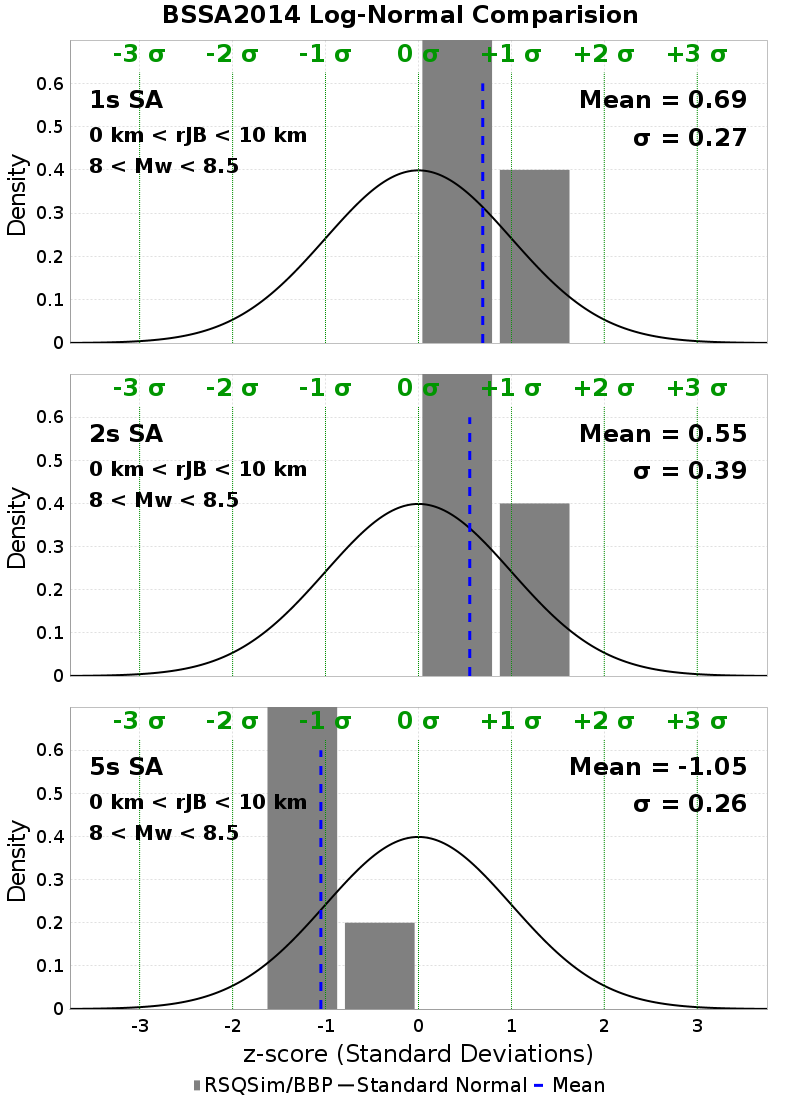 BSSA2014 Log-Normal Comparision
-3 σ -2 σ -1 σ 0 σ +1 σ +2 σ +3 σ
1s SA
0 km < rJB < 10 km
8 < Mw < 8.5
Mean = 0.69
σ = 0.27
Density
0.6
0.5
0.4
0.3
0.2
0.1
0
-3 σ -2 σ -1 σ 0 σ +1 σ +2 σ +3 σ
2s SA
0 km < rJB < 10 km
8 < Mw < 8.5
Mean = 0.55
σ = 0.39
Density
0.6
0.5
0.4
0.3
0.2
0.1
0
-3 σ -2 σ -1 σ 0 σ +1 σ +2 σ +3 σ
5s SA
0 km < rJB < 10 km
8 < Mw < 8.5
Mean = -1.05
σ = 0.26
Density
0.6
0.5
0.4
0.3
0.2
0.1
0
-3 -2 -1 0 1 2 3
z-score (Standard Deviations)
RSQSim/BBP Standard Normal Mean